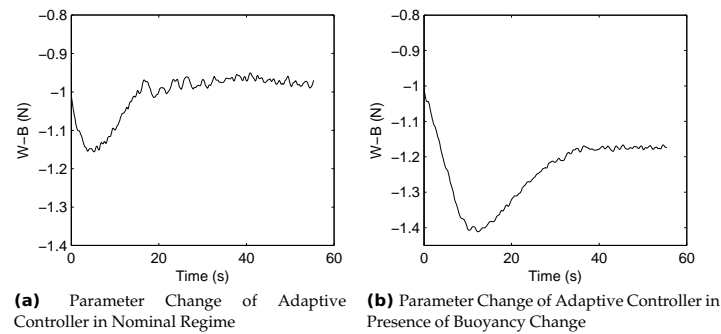 −0.8
−0.9
−1
−1.1
−1.2
−1.3
−1.4
W−B (N)
0 20 40 60
Time (s)
(a) Parameter Change of Adaptive
Controller in Nominal Regime
−0.8
−0.9
−1
−1.1
−1.2
−1.3
−1.4
W−B (N)
0 20 40 60
Time (s)
(b) Parameter Change of Adaptive Controller in
Presence of Buoyancy Change